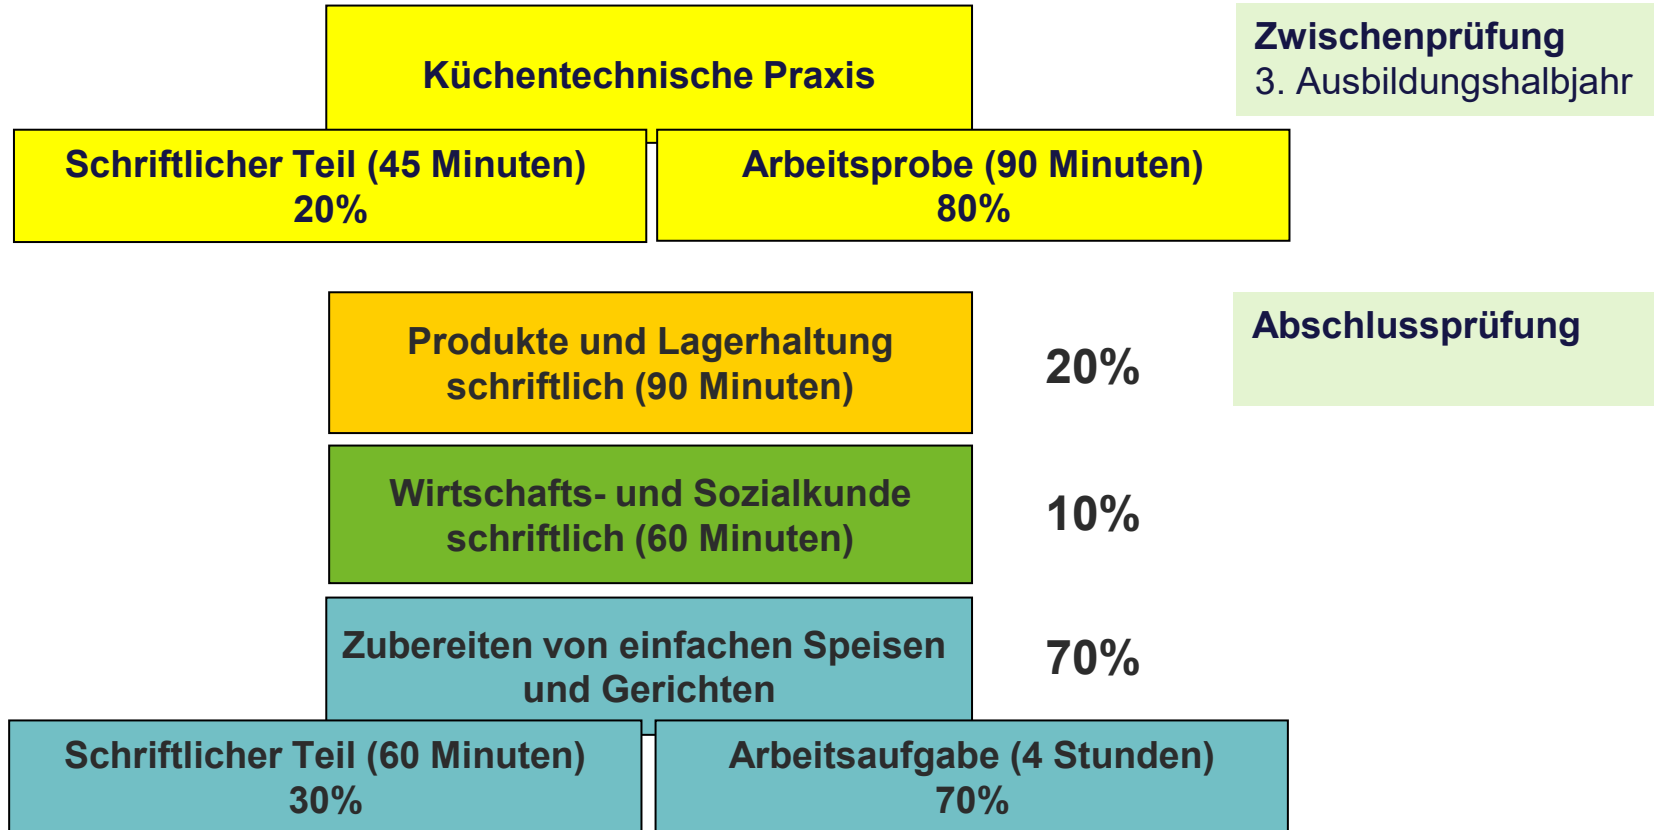 Küchentechnische Praxis
Zwischenprüfung
3. Ausbildungshalbjahr
Schriftlicher Teil (45 Minuten)
20%
Arbeitsprobe (90 Minuten)
80%
Produkte und Lagerhaltung
schriftlich (90 Minuten)
20%
Abschlussprüfung
Wirtschafts- und Sozialkunde
schriftlich (60 Minuten)
10%
Zubereiten von einfachen Speisen
und Gerichten
70%
Schriftlicher Teil (60 Minuten)
30%
Arbeitsaufgabe (4 Stunden)
70%